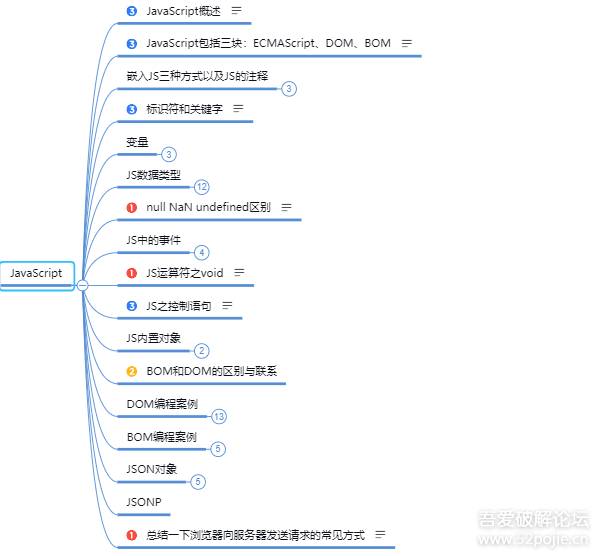 3 JavaScript概述
3 JavaScript包括三块：ECMAScript、DOM、BOM
嵌入JS三种方式以及JS的注释 3
3 标识符和关键字
变量 3
JS数据类型 12
1 null NaN undefined区别
JS中的事件 4
JavaScript
1 JS运算符之void
3 JS之控制语句
JS内置对象 2
2 BOM和DOM的区别与联系
DOM编程案例 13
BOM编程案例 5
JSON对象 5
JSONP
1 总结一下浏览器向服务器发送请求的常见方式
吾爱破解论坛
www.52pojie.cn